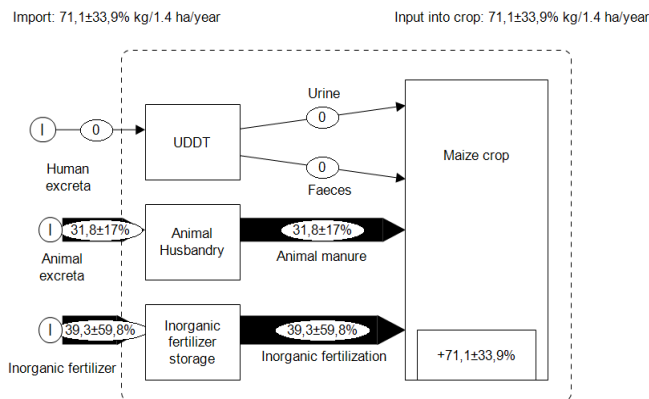 Import: 71,1±33,9% kg/1.4 ha/year
Input into crop: 71,1±33,9% kg/1.4 ha/year
Urine
I
0
UDDT
0
Maize crop
Human
excreta
0
Faeces
I
31,8±17%
Animal
Husbandry
31,8±17%
Animal
excreta
Animal manure
I
39,3±59,8%
Inorganic
fertilizer
storage
39,3±59,8%
Inorganic fertilizer
Inorganic fertilization
+71,1±33,9%